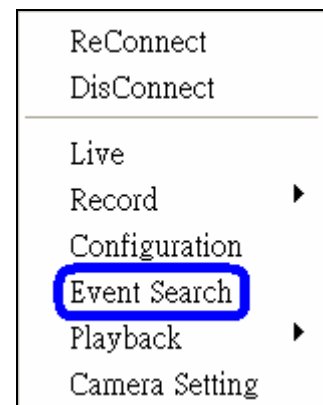 ReConnect
DisConnect
Live
Record
Configuration
Event Search
Playback
Camera Setting